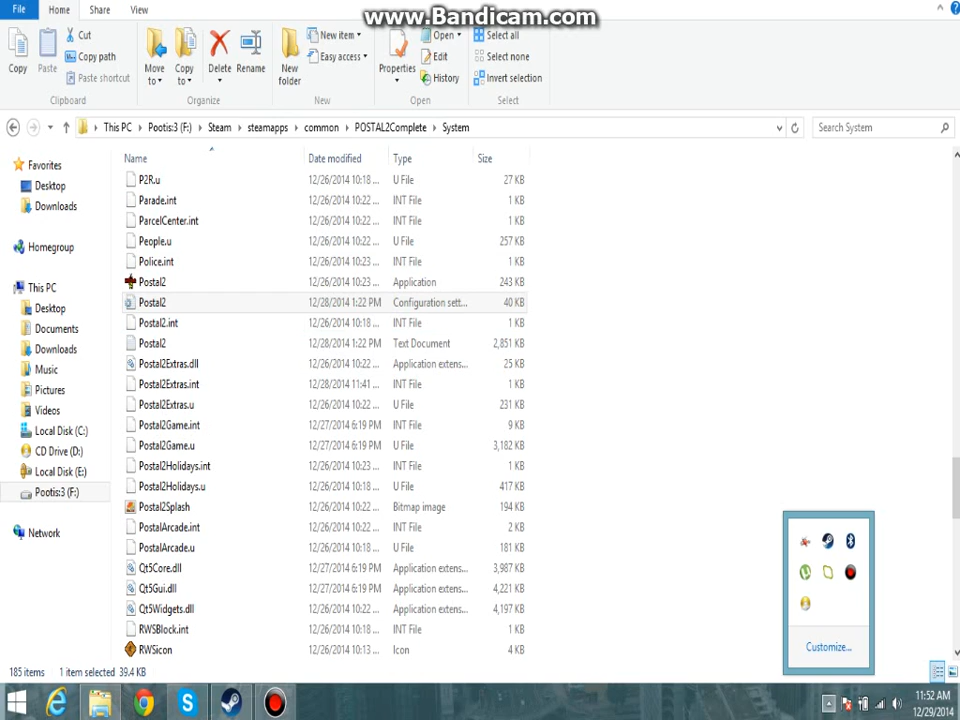 www.Bandicam.com
File Home Share View
Copy Paste Cut Copy path Paste shortcut
Move to Copy to Delete Rename New folder
New item Easy access
Properties Open Edit History
Select all Select none Invert selection
Clipboard Organize New Open Select
This PC Pootis:3 (F:) Steam steamapps common POSTAL2Complete System
Search System
Name Date modified Type Size
P2R.u 12/26/2014 10:18 ... U File 27 KB
Parade.int 12/26/2014 10:22 ... INT File 1 KB
ParcelCenter.int 12/26/2014 10:22 ... INT File 1 KB
People.u 12/26/2014 10:22 ... U File 257 KB
Police.int 12/26/2014 10:23 ... INT File 1 KB
Postal2 12/26/2014 10:23 ... Application 243 KB
Postal2 12/28/2014 1:22 PM Configuration sett... 40 KB
Postal2.int 12/26/2014 10:18 ... INT File 1 KB
Postal2 12/28/2014 1:22 PM Text Document 2,851 KB
Postal2Extras.dll 12/26/2014 10:22 ... Application extens... 25 KB
Postal2Extras.int 12/28/2014 11:41 ... INT File 1 KB
Postal2Extras.u 12/26/2014 10:22 ... U File 231 KB
Postal2Game.int 12/27/2014 6:19 PM INT File 9 KB
Postal2Game.u 12/27/2014 6:19 PM U File 3,182 KB
Postal2Holidays.int 12/26/2014 10:23 ... INT File 1 KB
Postal2Holidays.u 12/26/2014 10:18 ... U File 417 KB
Postal2Splash 12/26/2014 10:22 ... Bitmap image 194 KB
PostalArcade.int 12/26/2014 10:18 ... INT File 2 KB
PostalArcade.u 12/26/2014 10:18 ... U File 181 KB
Qt5Core.dll 12/27/2014 6:19 PM Application extens... 3,987 KB
Qt5Gui.dll 12/27/2014 6:19 PM Application extens... 4,221 KB
Qt5Widgets.dll 12/26/2014 10:22 ... Application extens... 4,197 KB
RWSBlock.int 12/26/2014 10:18 ... INT File 1 KB
RWSicon 12/26/2014 10:13 ... Icon 4 KB
Favorites
Desktop
Downloads
Homegroup
This PC
Desktop
Documents
Downloads
Music
Pictures
Videos
Local Disk (C:)
CD Drive (D:)
Local Disk (E:)
Pootis:3 (F:)
Network
Customize...
185 items 1 item selected 39.4 KB
11:52 AM
12/29/2014